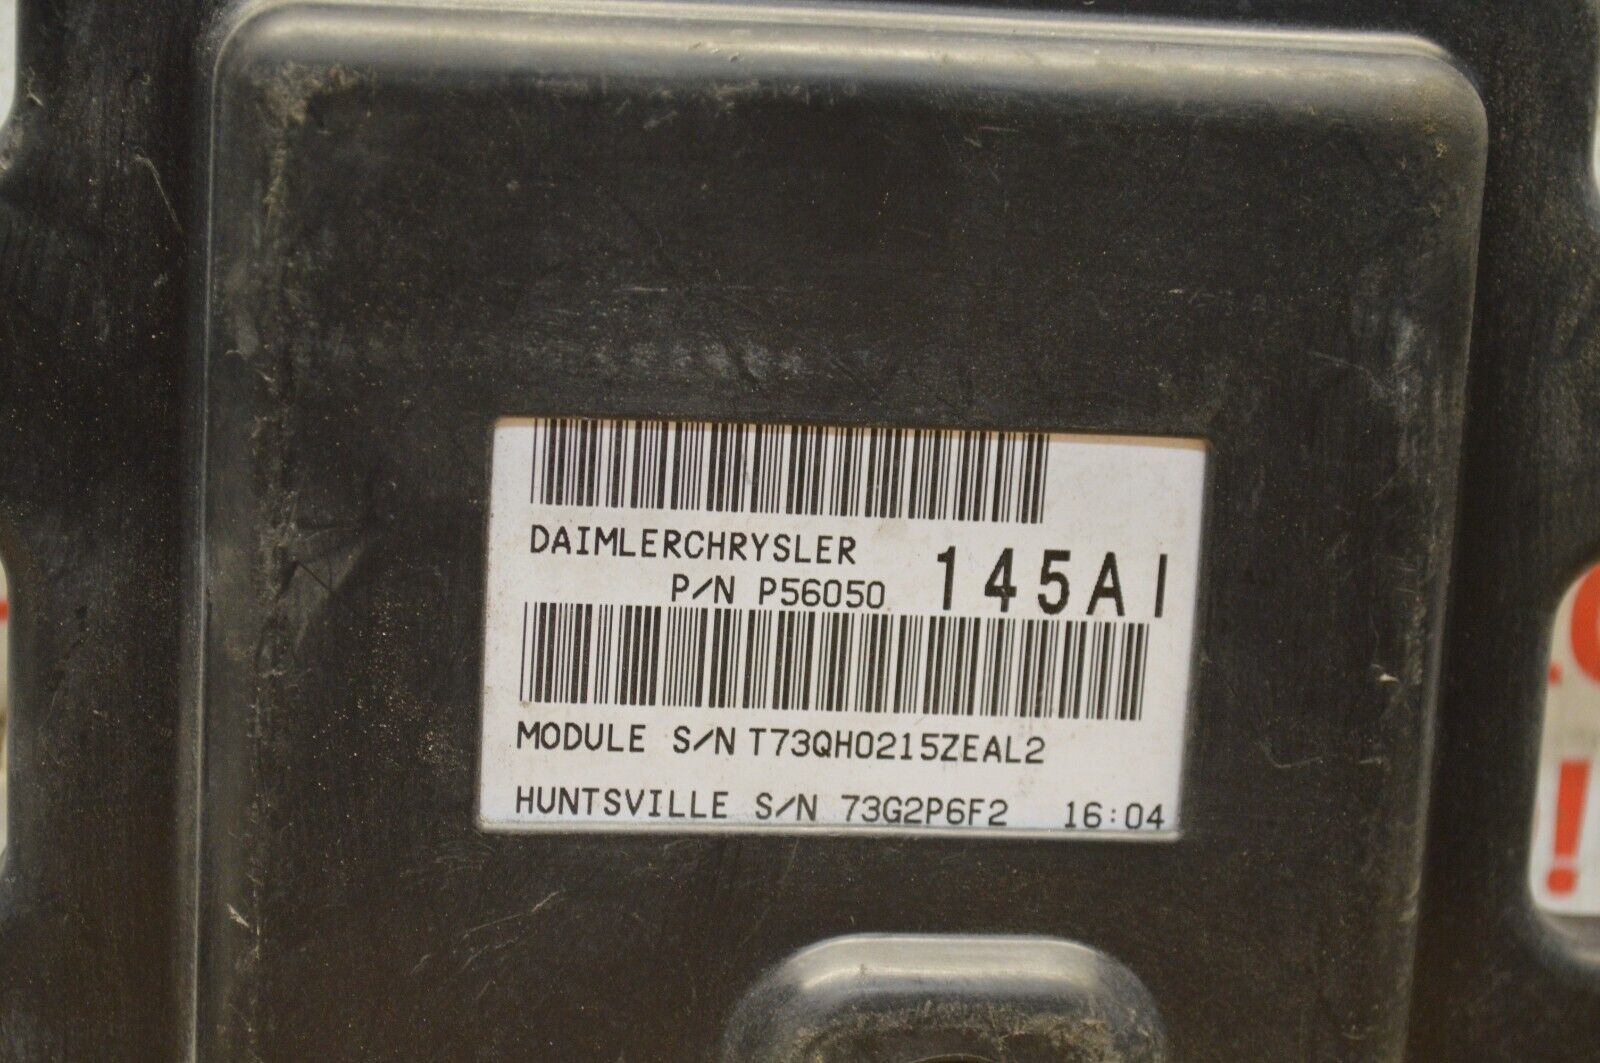 DAIMLERCHRYSLER
P/N P56050 145AI
MODULE S/N T73QH0215ZEAL2
HUNTSVILLE S/N 73G2P6F2 16:04
!